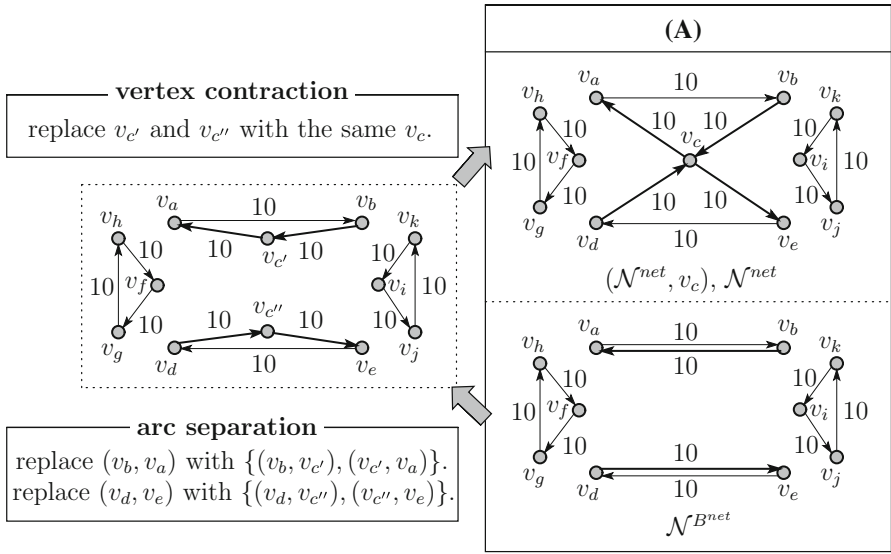 (A)
vertex contraction
replace v_{c'} and v_{c''} with the same v_c.
v_a 10 v_b
v_h 10 10 v_c 10 10 v_k
10 v_f v_i 10
v_g 10 10 10 10 v_j
v_d 10 v_e
(𝒩^{net}, v_c), 𝒩^{net}
v_a 10 v_b
v_h 10 10 v_{c'} 10 10 v_k
10 v_f v_i 10
v_g 10 10 v_{c''} 10 10 v_j
v_d 10 v_e
arc separation
replace (v_b, v_a) with {(v_b, v_{c'}), (v_{c'}, v_a)}.
replace (v_d, v_e) with {(v_d, v_{c''}), (v_{c''}, v_e)}.
v_a 10 v_b
v_h 10 10 10 v_k
10 v_f v_i 10
v_g 10 10 10 v_j
v_d 10 v_e
𝒩^{B^{net}}